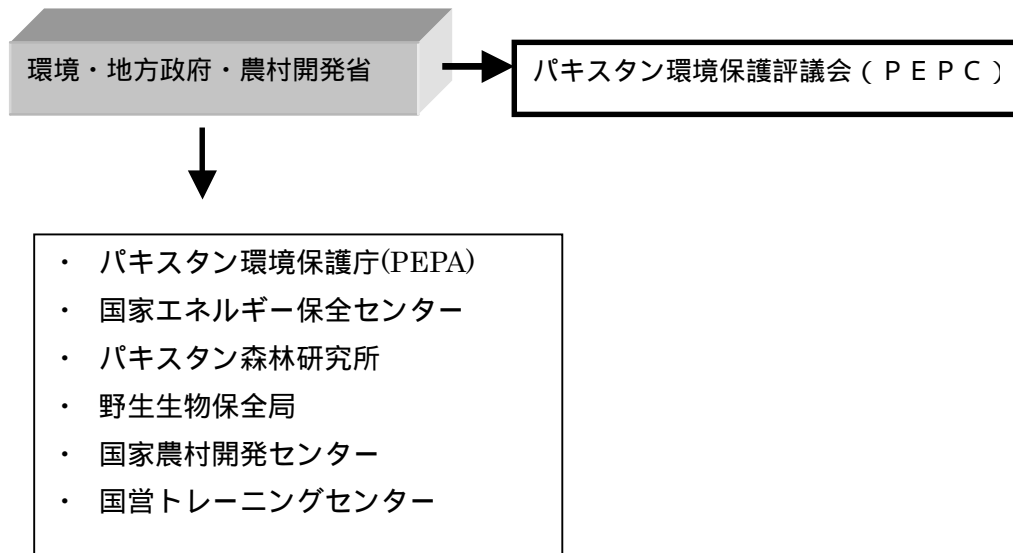 環境・地方政府・農村開発省
パキスタン環境保護評議会(PEPC)
・ パキスタン環境保護庁(PEPA)
・ 国家エネルギー保全センター
・ パキスタン森林研究所
・ 野生生物保全局
・ 国家農村開発センター
・ 国営トレーニングセンター